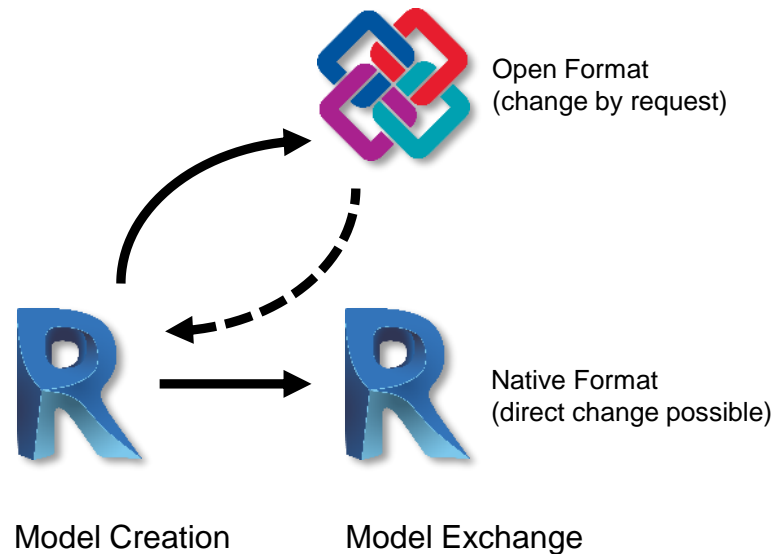 Open Format
(change by request)
Native Format
(direct change possible)
Model Creation
Model Exchange